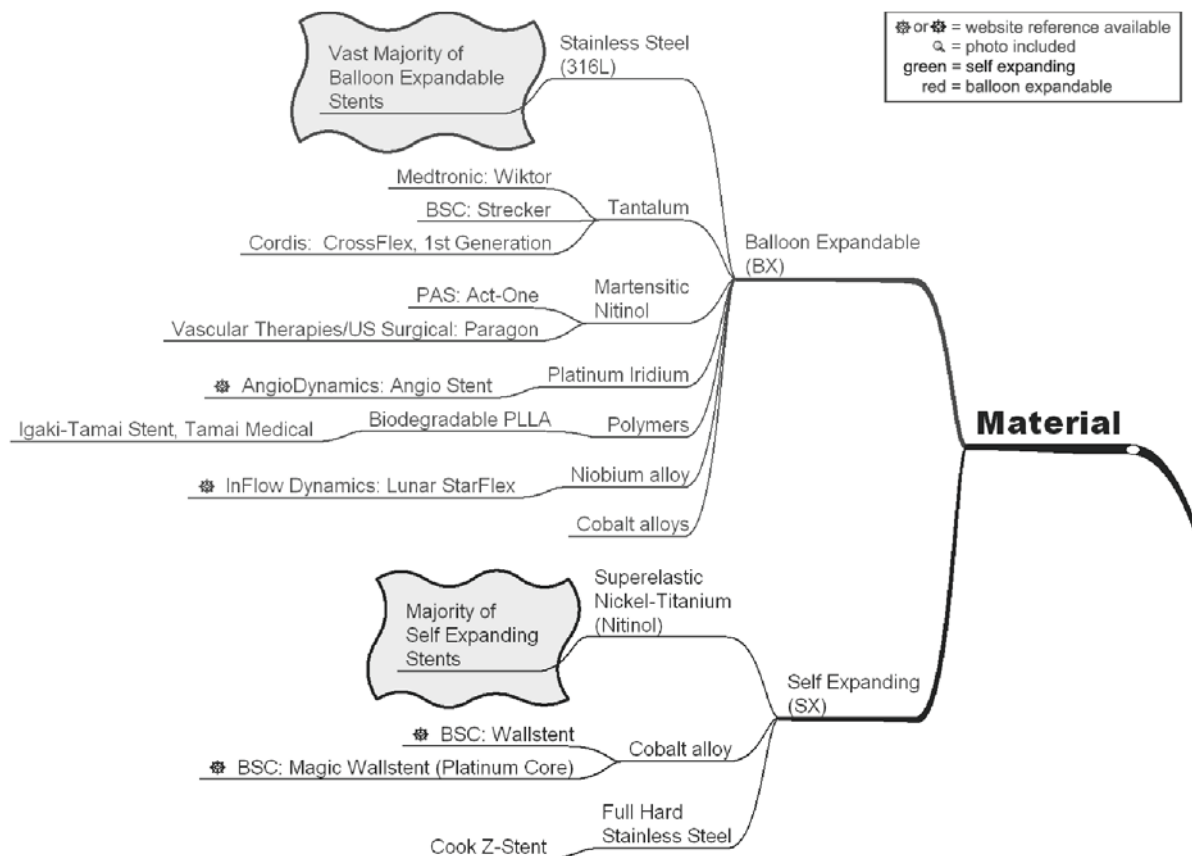 Vast Majority of
Balloon Expandable
Stents
Stainless Steel
(316L)
or = website reference available
= photo included
green = self expanding
red = balloon expandable
Medtronic: Wiktor
BSC: Strecker
Cordis: CrossFlex, 1st Generation
Tantalum
Balloon Expandable
(BX)
PAS: Act-One
Vascular Therapies/US Surgical: Paragon
Martensitic
Nitinol
AngioDynamics: Angio Stent
Platinum Iridium
Igaki-Tamai Stent, Tamai Medical
Biodegradable PLLA
Polymers
Material
InFlow Dynamics: Lunar StarFlex
Niobium alloy
Cobalt alloys
Majority of
Self Expanding
Stents
Superelastic
Nickel-Titanium
(Nitinol)
Self Expanding
(SX)
BSC: Wallstent
BSC: Magic Wallstent (Platinum Core)
Cobalt alloy
Cook Z-Stent
Full Hard
Stainless Steel